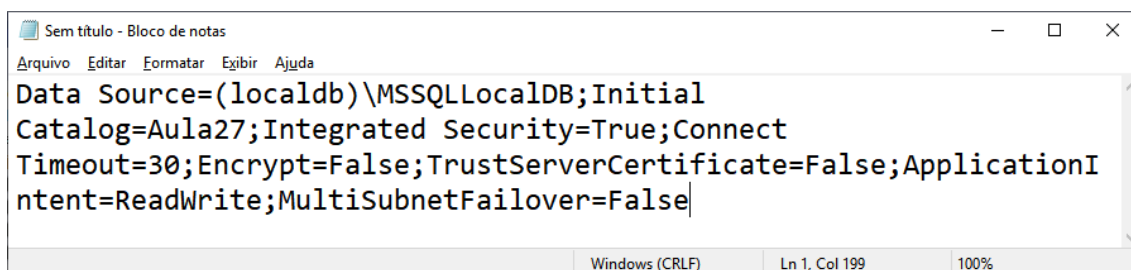 Sem título - Bloco de notas
Arquivo Editar Formatar Exibir Ajuda
Data Source=(localdb)\MSSQLLocalDB;Initial
Catalog=Aula27;Integrated Security=True;Connect
Timeout=30;Encrypt=False;TrustServerCertificate=False;ApplicationI
ntent=ReadWrite;MultiSubnetFailover=False
Windows (CRLF) Ln 1, Col 199 100%